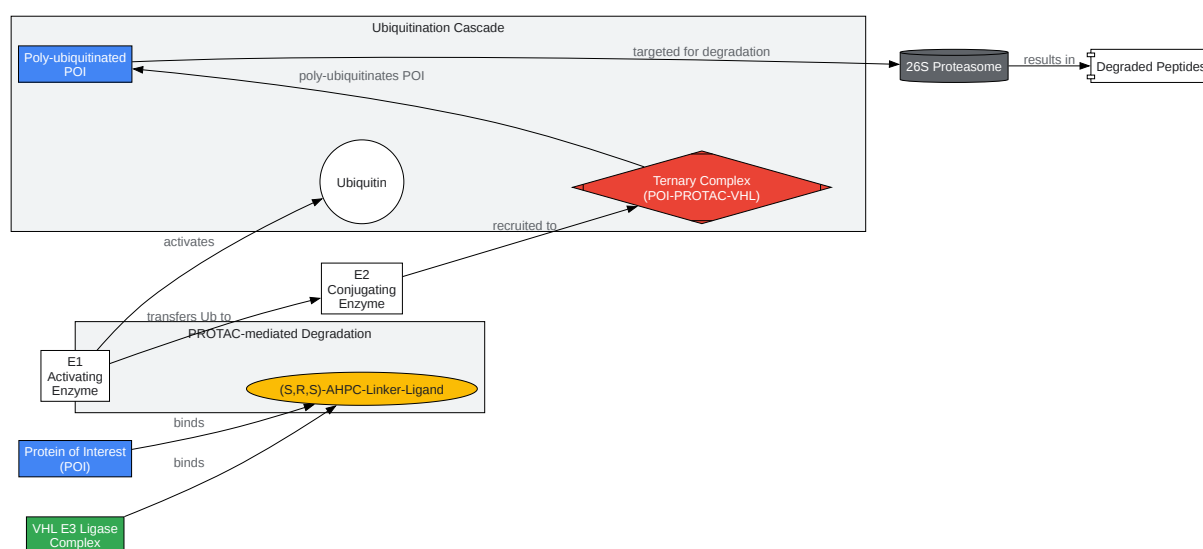 Ubiquitination Cascade
Poly-ubiquitinated
POI
targeted for degradation
poly-ubiquitinates POI
26S Proteasome
results in
Degraded Peptides
Ubiquitin
Ternary Complex
(POI-PROTAC-VHL)
recruited to
activates
E2
Conjugating
Enzyme
transfers Ub to
PROTAC-mediated Degradation
E1
Activating
Enzyme
(S,R,S)-AHPC-Linker-Ligand
binds
Protein of Interest
(POI)
binds
VHL E3 Ligase
Complex